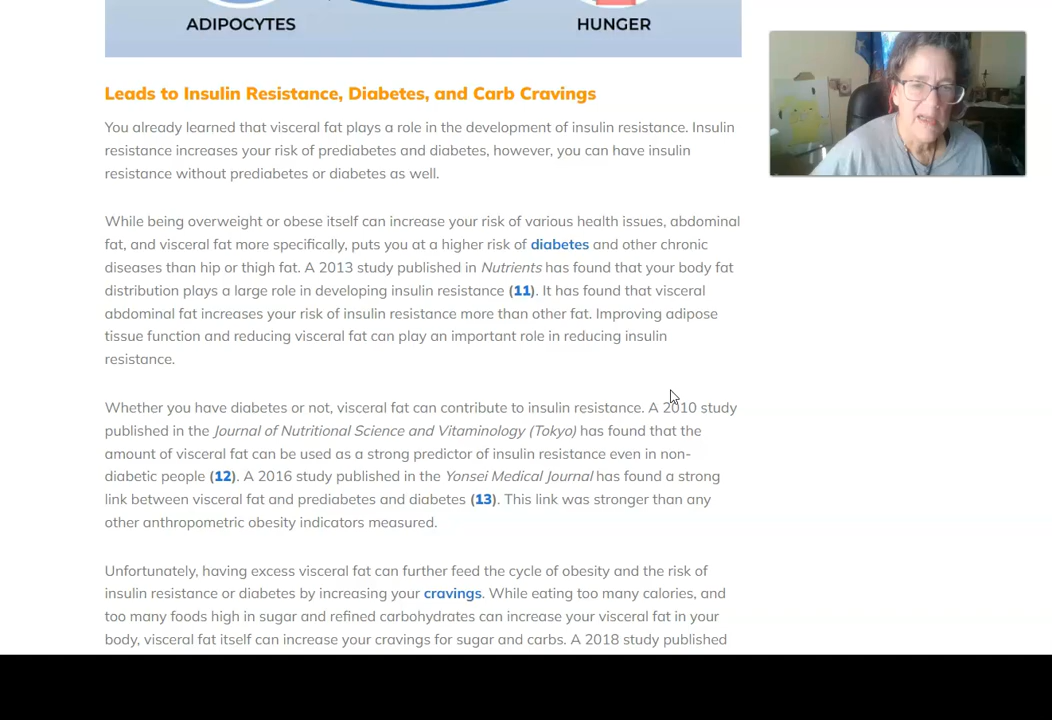 ADIPOCYTES
HUNGER
Leads to Insulin Resistance, Diabetes, and Carb Cravings
You already learned that visceral fat plays a role in the development of insulin resistance. Insulin
resistance increases your risk of prediabetes and diabetes, however, you can have insulin
resistance without prediabetes or diabetes as well.
While being overweight or obese itself can increase your risk of various health issues, abdominal
fat, and visceral fat more specifically, puts you at a higher risk of diabetes and other chronic
diseases than hip or thigh fat. A 2013 study published in Nutrients has found that your body fat
distribution plays a large role in developing insulin resistance (11). It has found that visceral
abdominal fat increases your risk of insulin resistance more than other fat. Improving adipose
tissue function and reducing visceral fat can play an important role in reducing insulin
resistance.
Whether you have diabetes or not, visceral fat can contribute to insulin resistance. A 2010 study
published in the Journal of Nutritional Science and Vitaminology (Tokyo) has found that the
amount of visceral fat can be used as a strong predictor of insulin resistance even in non-
diabetic people (12). A 2016 study published in the Yonsei Medical Journal has found a strong
link between visceral fat and prediabetes and diabetes (13). This link was stronger than any
other anthropometric obesity indicators measured.
Unfortunately, having excess visceral fat can further feed the cycle of obesity and the risk of
insulin resistance or diabetes by increasing your cravings. While eating too many calories, and
too many foods high in sugar and refined carbohydrates can increase your visceral fat in your
body, visceral fat itself can increase your cravings for sugar and carbs. A 2018 study published